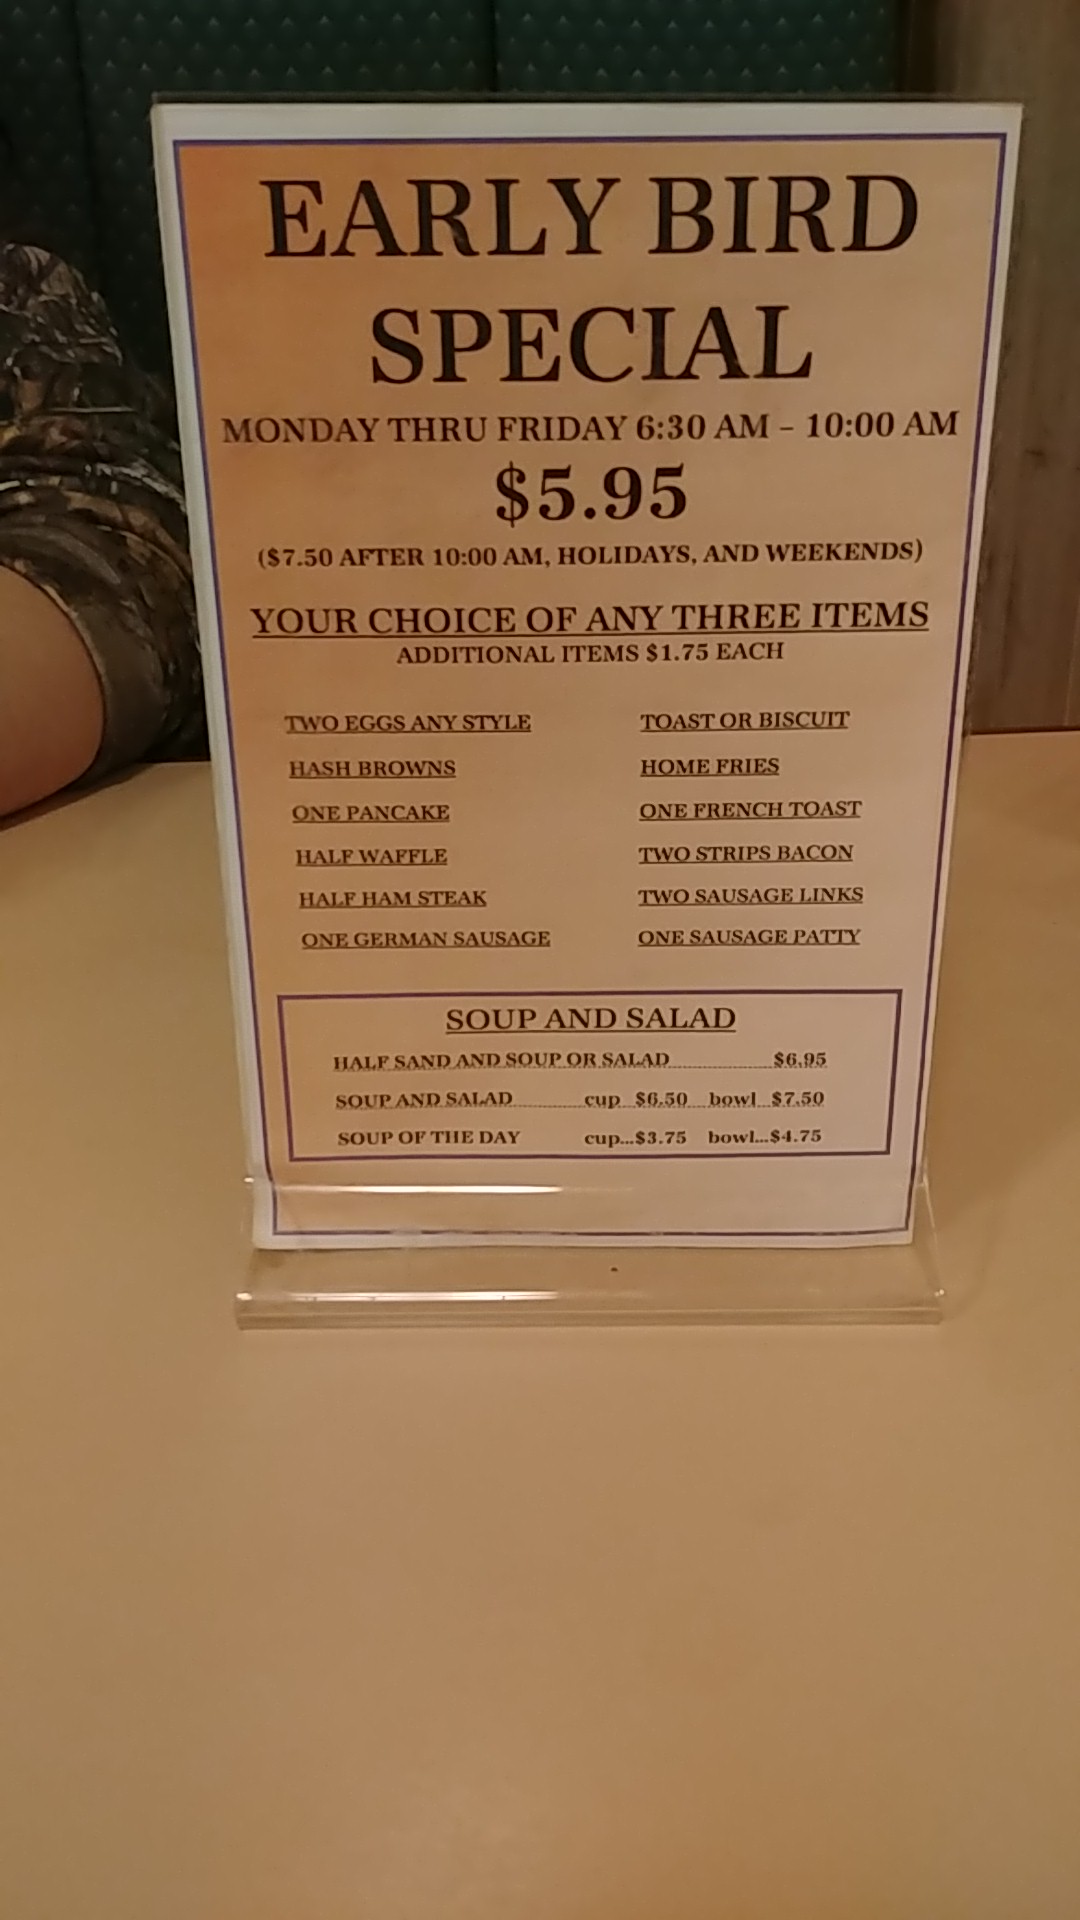 EARLY BIRD
SPECIAL
MONDAY THRU FRIDAY 6:30 AM – 10:00 AM
$5.95
($7.50 AFTER 10:00 AM, HOLIDAYS, AND WEEKENDS)
YOUR CHOICE OF ANY THREE ITEMS
ADDITIONAL ITEMS $1.75 EACH
TWO EGGS ANY STYLE TOAST OR BISCUIT
HASH BROWNS HOME FRIES
ONE PANCAKE ONE FRENCH TOAST
HALF WAFFLE TWO STRIPS BACON
HALF HAM STEAK TWO SAUSAGE LINKS
ONE GERMAN SAUSAGE ONE SAUSAGE PATTY
SOUP AND SALAD
HALF SAND AND SOUP OR SALAD $6.95
SOUP AND SALAD cup $6.50 bowl $7.50
SOUP OF THE DAY cup...$3.75 bowl...$4.75